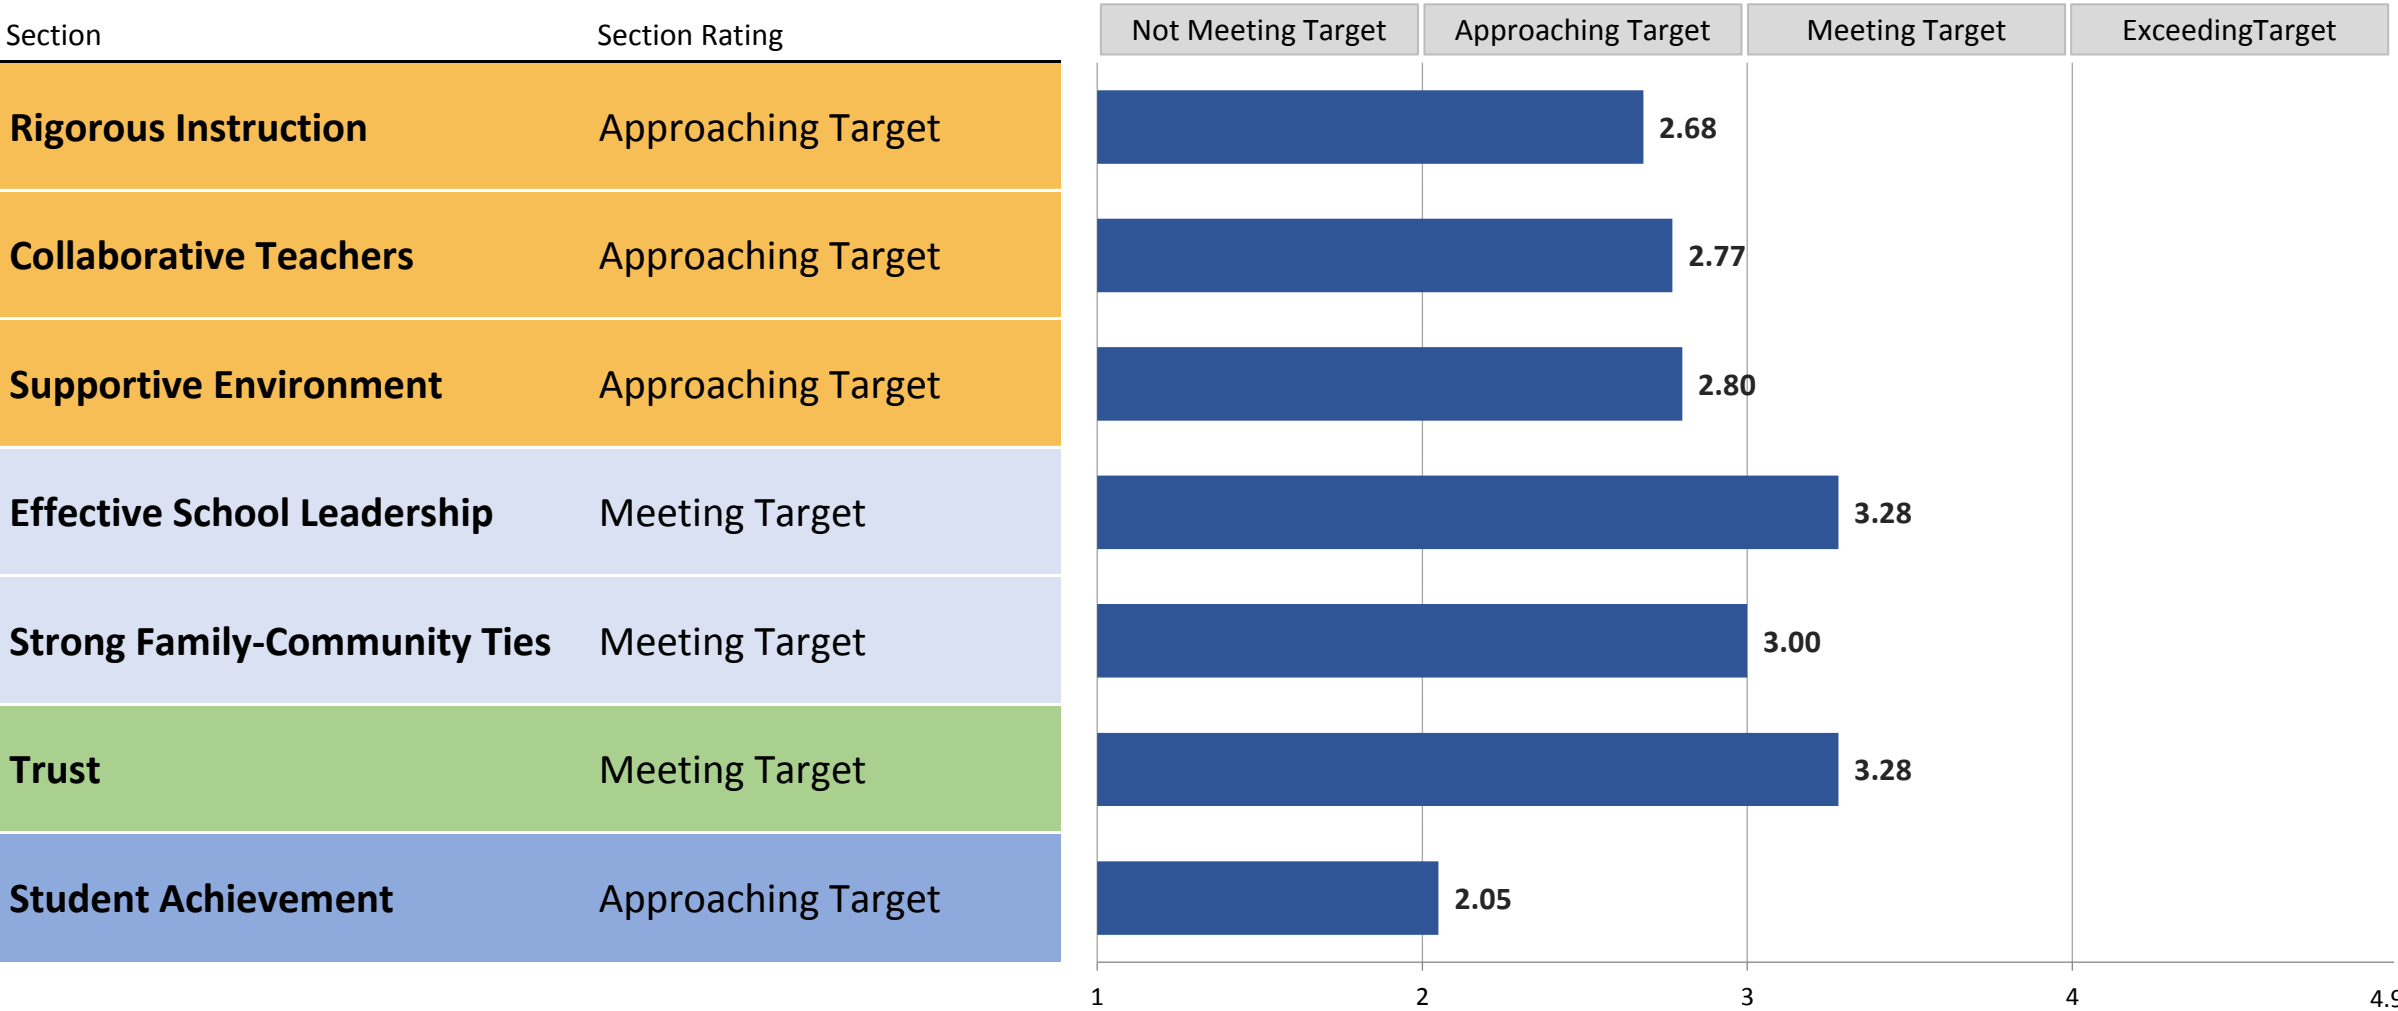 Section Section Rating Not Meeting Target Approaching Target Meeting Target ExceedingTarget
Rigorous Instruction Approaching Target 2.68
Collaborative Teachers Approaching Target 2.77
Supportive Environment Approaching Target 2.80
Effective School Leadership Meeting Target 3.28
Strong Family-Community Ties Meeting Target 3.00
Trust Meeting Target 3.28
Student Achievement Approaching Target 2.05
1 2 3 4 4.9